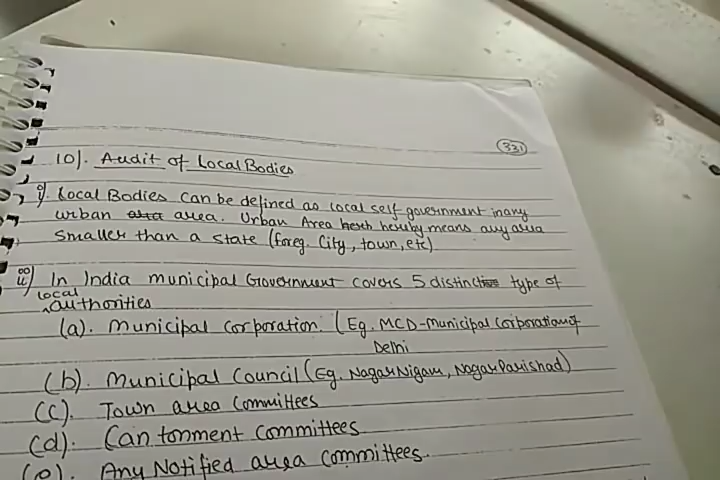 331
10). Audit of Local Bodies
i). Local Bodies can be defined as local self government in any
urban area. Urban Area hereby means any area
smaller than a state (for eg. City, town, etc)
ii) In India municipal Government covers 5 distinct type of
local
authorities
(a). Municipal corporation (Eg. MCD-Municipal Corporation of
Delhi
(b). Municipal Council (Eg. Nagar Nigam, Nagar Parishad)
(c). Town area Committees
(d). Cantonment committees
(e). Any Notified area committees.